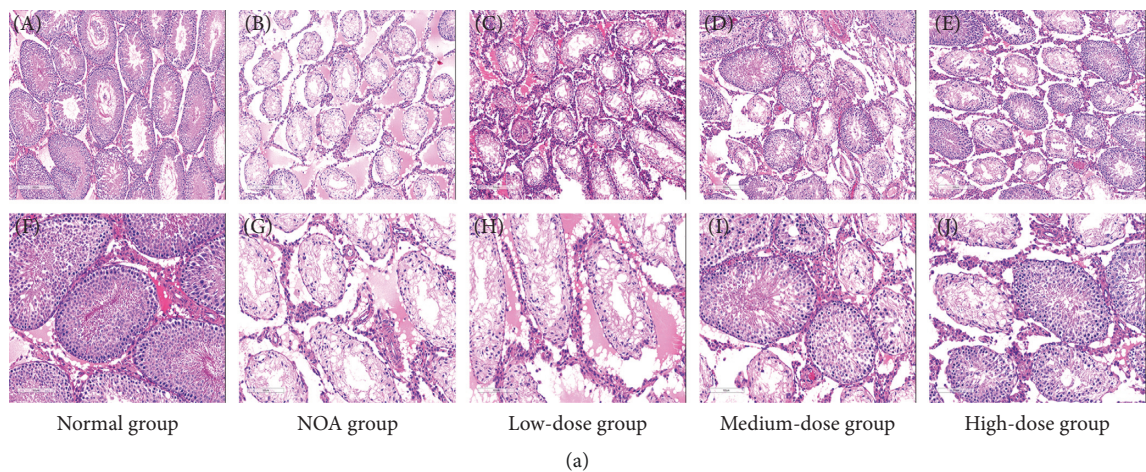 (A) (B) (C) (D) (E)
(F) (G) (H) (I) (J)
Normal group NOA group Low-dose group Medium-dose group High-dose group
(a)